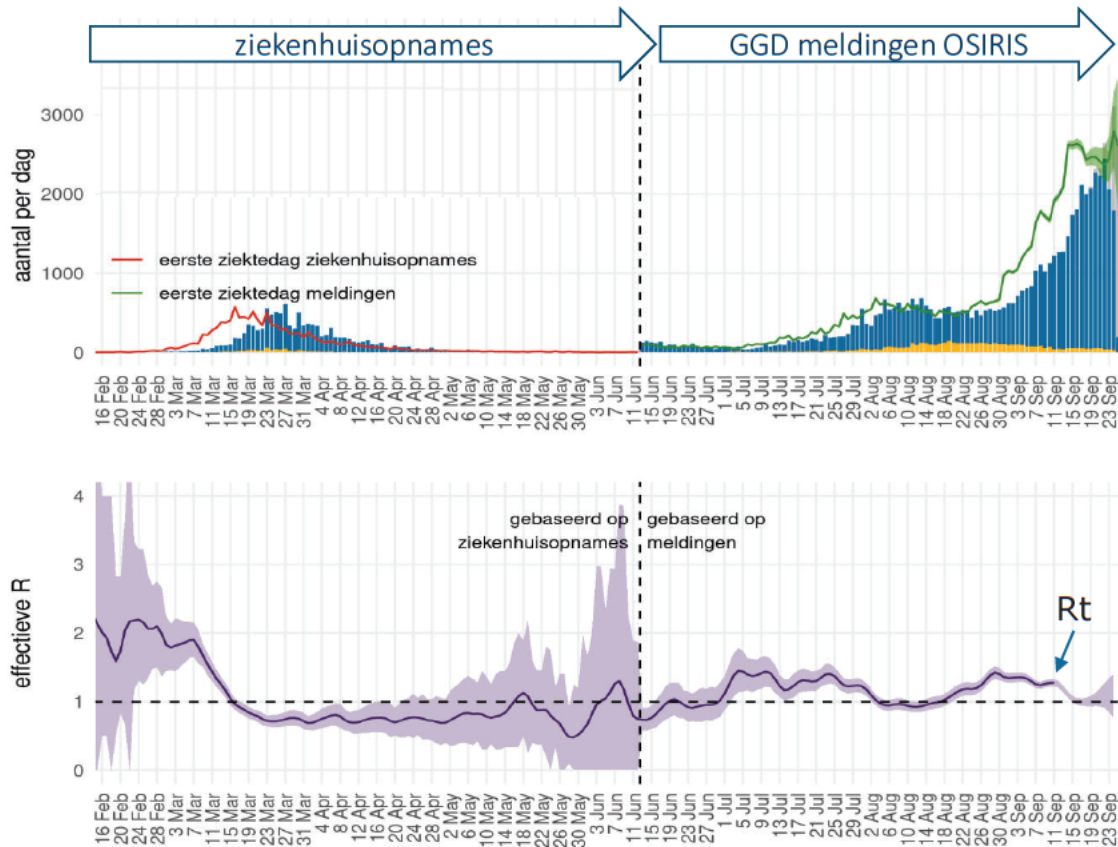 ziekenhuisopnames
GGD meldingen OSIRIS
aantal per dag
3000
2000
1000
0
eerste ziektedag ziekenhuisopnames
eerste ziektedag meldingen
16 Feb
20 Feb
24 Feb
28 Feb
3 Mar
7 Mar
11 Mar
15 Mar
19 Mar
23 Mar
27 Mar
31 Mar
4 Apr
8 Apr
12 Apr
16 Apr
20 Apr
24 Apr
28 Apr
2 May
6 May
10 May
14 May
18 May
22 May
26 May
30 May
3 Jun
7 Jun
11 Jun
15 Jun
19 Jun
23 Jun
27 Jun
1 Jul
5 Jul
9 Jul
13 Jul
17 Jul
21 Jul
25 Jul
29 Jul
2 Aug
6 Aug
10 Aug
14 Aug
18 Aug
22 Aug
26 Aug
30 Aug
3 Sep
7 Sep
11 Sep
15 Sep
19 Sep
23 Sep
effectieve R
4
3
2
1
0
gebaseerd op
ziekenhuisopnames
gebaseerd op
meldingen
Rt
16 Feb
20 Feb
24 Feb
28 Feb
3 Mar
7 Mar
11 Mar
15 Mar
19 Mar
23 Mar
27 Mar
31 Mar
4 Apr
8 Apr
12 Apr
16 Apr
20 Apr
24 Apr
28 Apr
2 May
6 May
10 May
14 May
18 May
22 May
26 May
30 May
3 Jun
7 Jun
11 Jun
15 Jun
19 Jun
23 Jun
27 Jun
1 Jul
5 Jul
9 Jul
13 Jul
17 Jul
21 Jul
25 Jul
29 Jul
2 Aug
6 Aug
10 Aug
14 Aug
18 Aug
22 Aug
26 Aug
30 Aug
3 Sep
7 Sep
11 Sep
15 Sep
19 Sep
23 Sep